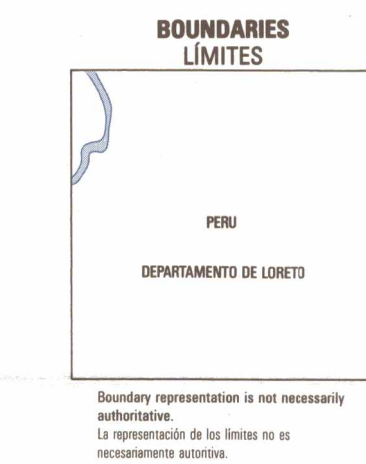 BOUNDARIES
LÍMITES
PERU
DEPARTAMENTO DE LORETO
Boundary representation is not necessarily
authoritative.
La representación de los límites no es
necesariamente autoritiva.